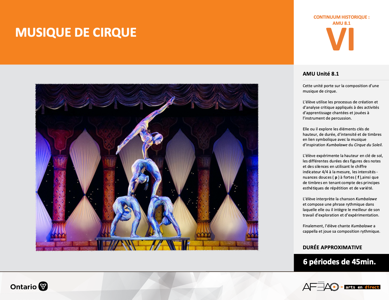 MUSIQUE DE CIRQUE
CONTINUUM HISTORIQUE :
AMU 8.1
VI
AMU Unité 8.1
Cette unité porte sur la composition d'une
musique de cirque.
L'élève utilise les processus de création et
d'analyse critique appliqués à des activités
d'apprentissage chantées et jouées à
l'instrument de percussion.
Elle ou il explore les éléments clés de
hauteur, de durée, d'intensité et de timbres
en lien symbolique avec la musique
d'inspiration Kumbalawe du Cirque du Soleil
L'élève expérimente la hauteur en clé de sol,
les différentes durées des figures des notes
et des silences en utilisant le chiffre
indicateur 4/4 à la mesure, les intensités :
nuances douces ( p ) à fortes ( f ) ainsi que
de timbres en tenant compte des principes
esthétiques de répétition et de variété.
L'élève interprète la chanson Kumbalawe
et compose une phrase rythmique dans
laquelle elle ou il intègre le meilleur de son
travail d'exploration et d'expérimentation.
Finalement, l'élève chante Kumbalawe a
cappella et joue sa composition rythmique.
DURÉE APPROXIMATIVE
6 périodes de 45min.
Ontario
arts en direct